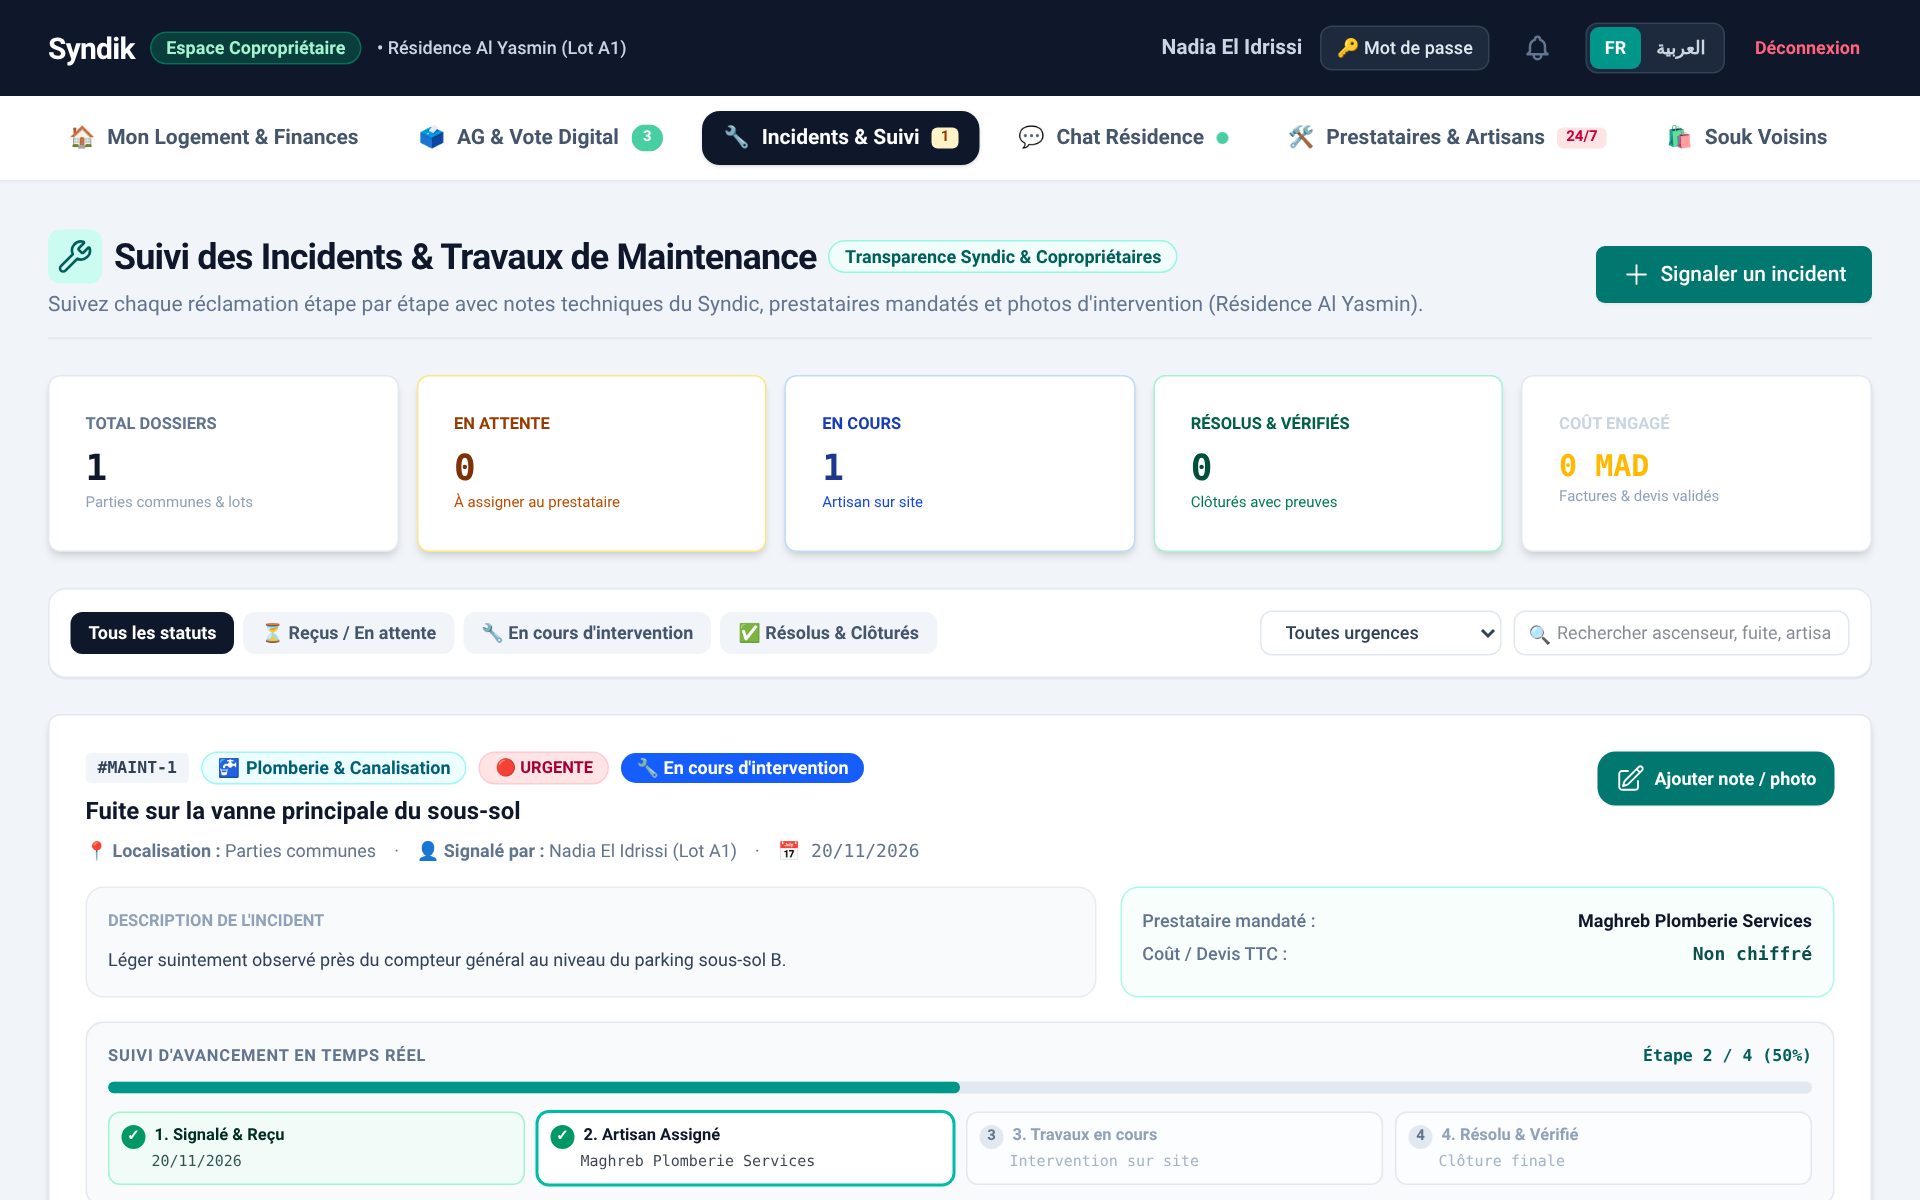 Syndik
Espace Copropriétaire
• Résidence Al Yasmin (Lot A1)
Nadia El Idrissi
🔑 Mot de passe
FR
العربية
Déconnexion
🏠 Mon Logement & Finances
🗳️ AG & Vote Digital 3
🔧 Incidents & Suivi 1
💬 Chat Résidence
🛠️ Prestataires & Artisans 24/7
🛍️ Souk Voisins
Suivi des Incidents & Travaux de Maintenance
Transparence Syndic & Copropriétaires
Suivez chaque réclamation étape par étape avec notes techniques du Syndic, prestataires mandatés et photos d'intervention (Résidence Al Yasmin).
Signaler un incident
TOTAL DOSSIERS
1
Parties communes & lots
EN ATTENTE
0
À assigner au prestataire
EN COURS
1
Artisan sur site
RÉSOLUS & VÉRIFIÉS
0
Clôturés avec preuves
COÛT ENGAGÉ
0 MAD
Factures & devis validés
Tous les statuts
⏳ Reçus / En attente
🔧 En cours d'intervention
✅ Résolus & Clôturés
Toutes urgences
🔍 Rechercher ascenseur, fuite, artisa
#MAINT-1
🚰 Plomberie & Canalisation
🔴 URGENTE
🔧 En cours d'intervention
Ajouter note / photo
Fuite sur la vanne principale du sous-sol
📍 Localisation : Parties communes · 👤 Signalé par : Nadia El Idrissi (Lot A1) · 📅 20/11/2026
DESCRIPTION DE L'INCIDENT
Léger suintement observé près du compteur général au niveau du parking sous-sol B.
Prestataire mandaté : Maghreb Plomberie Services
Coût / Devis TTC : Non chiffré
SUIVI D'AVANCEMENT EN TEMPS RÉEL
Étape 2 / 4 (50%)
✓ 1. Signalé & Reçu
20/11/2026
✓ 2. Artisan Assigné
Maghreb Plomberie Services
3 3. Travaux en cours
Intervention sur site
4 4. Résolu & Vérifié
Clôture finale